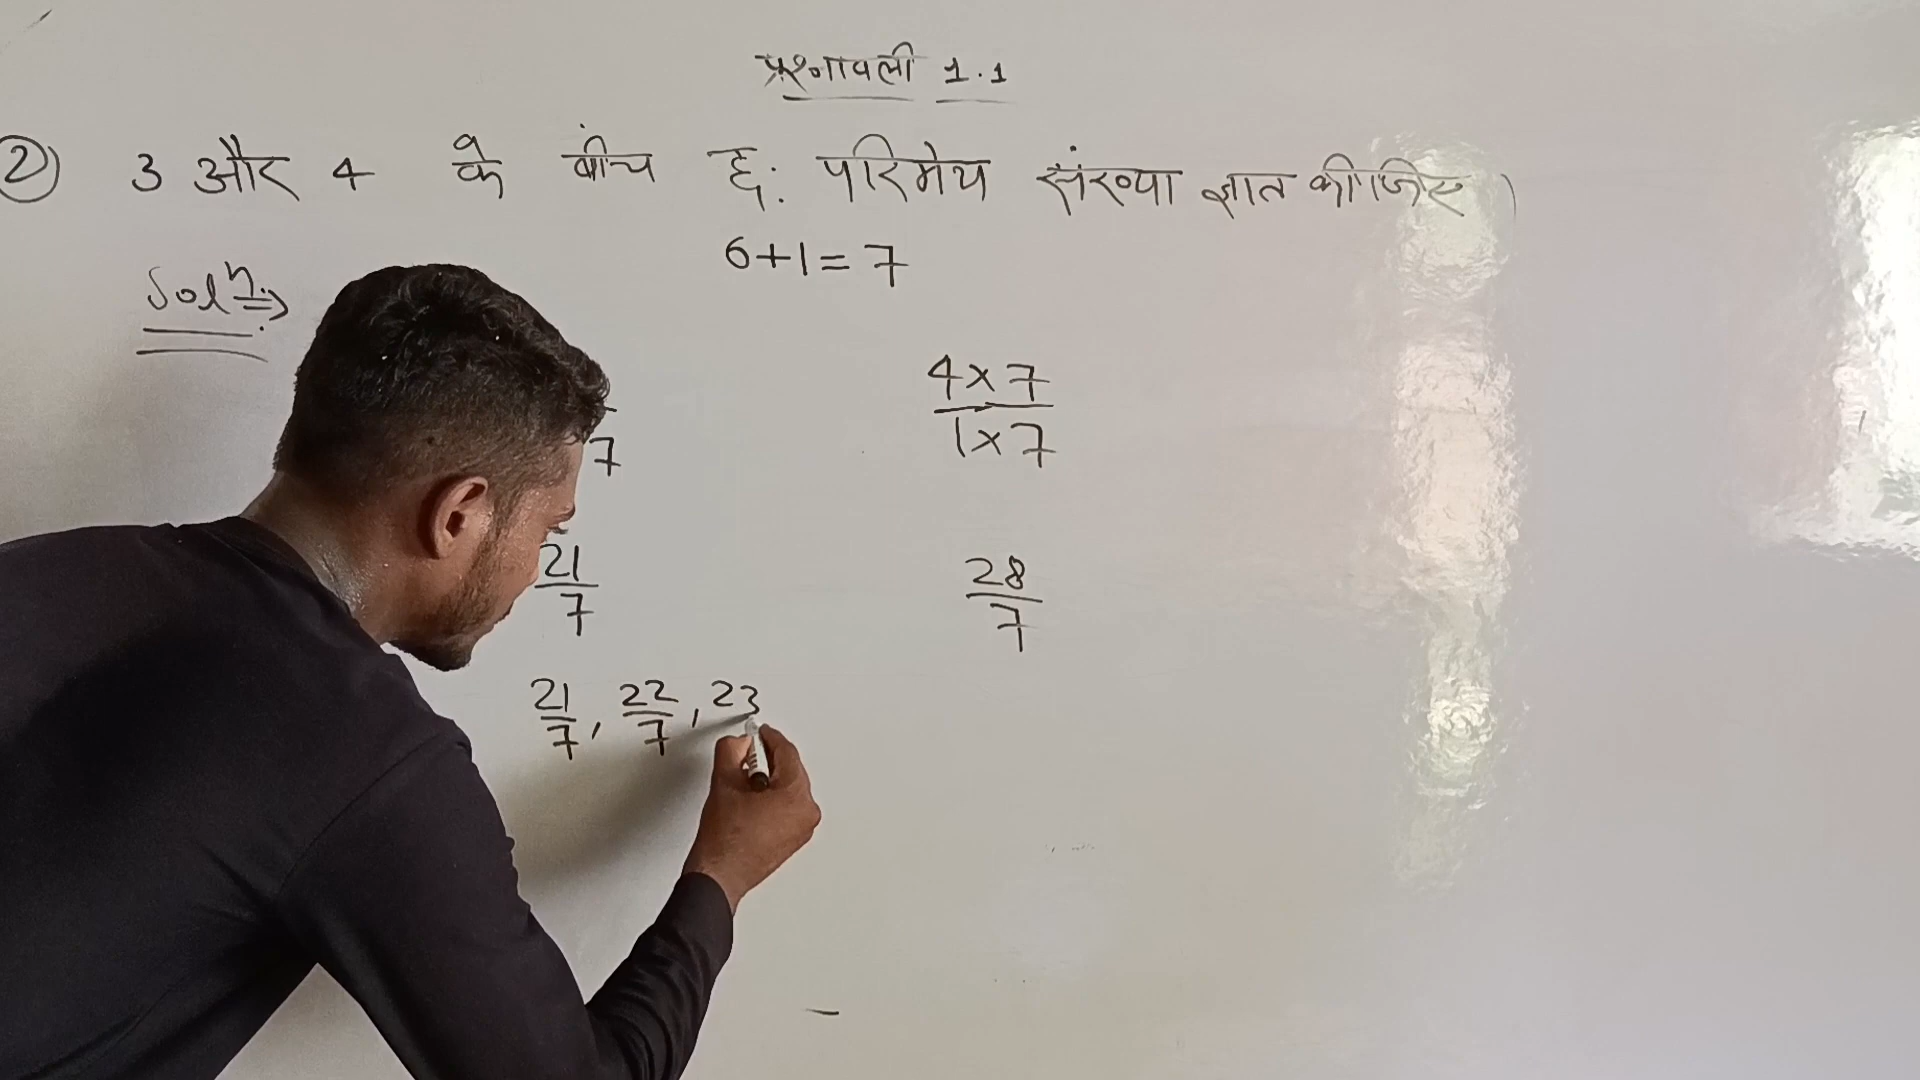 प्रश्नावली 1.1
2) 3 और 4 के बीच छ: परिमेय संख्या ज्ञात कीजिए।
6+1=7
Solⁿ:⇒
4×7
7 1×7
21/7 28/7
21/7, 22/7, 23